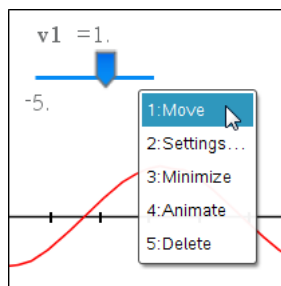 v1 =1.
-5.
1:Move
2:Settings...
3:Minimize
4:Animate
5:Delete